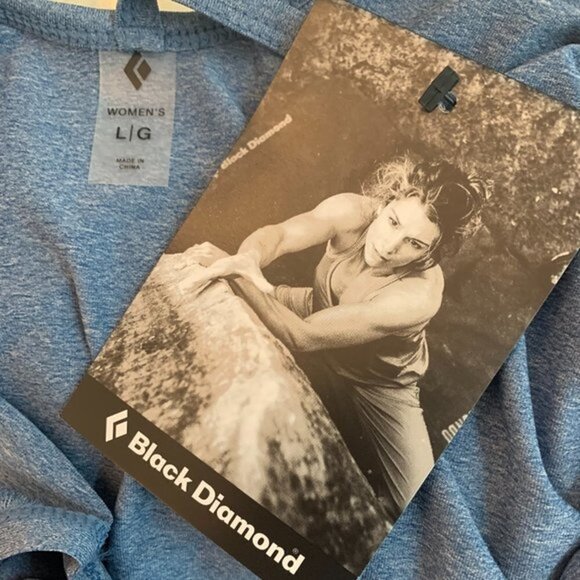 WOMEN'S
L|G
MADE IN
CHINA
Black Diamond
Black Diamond®